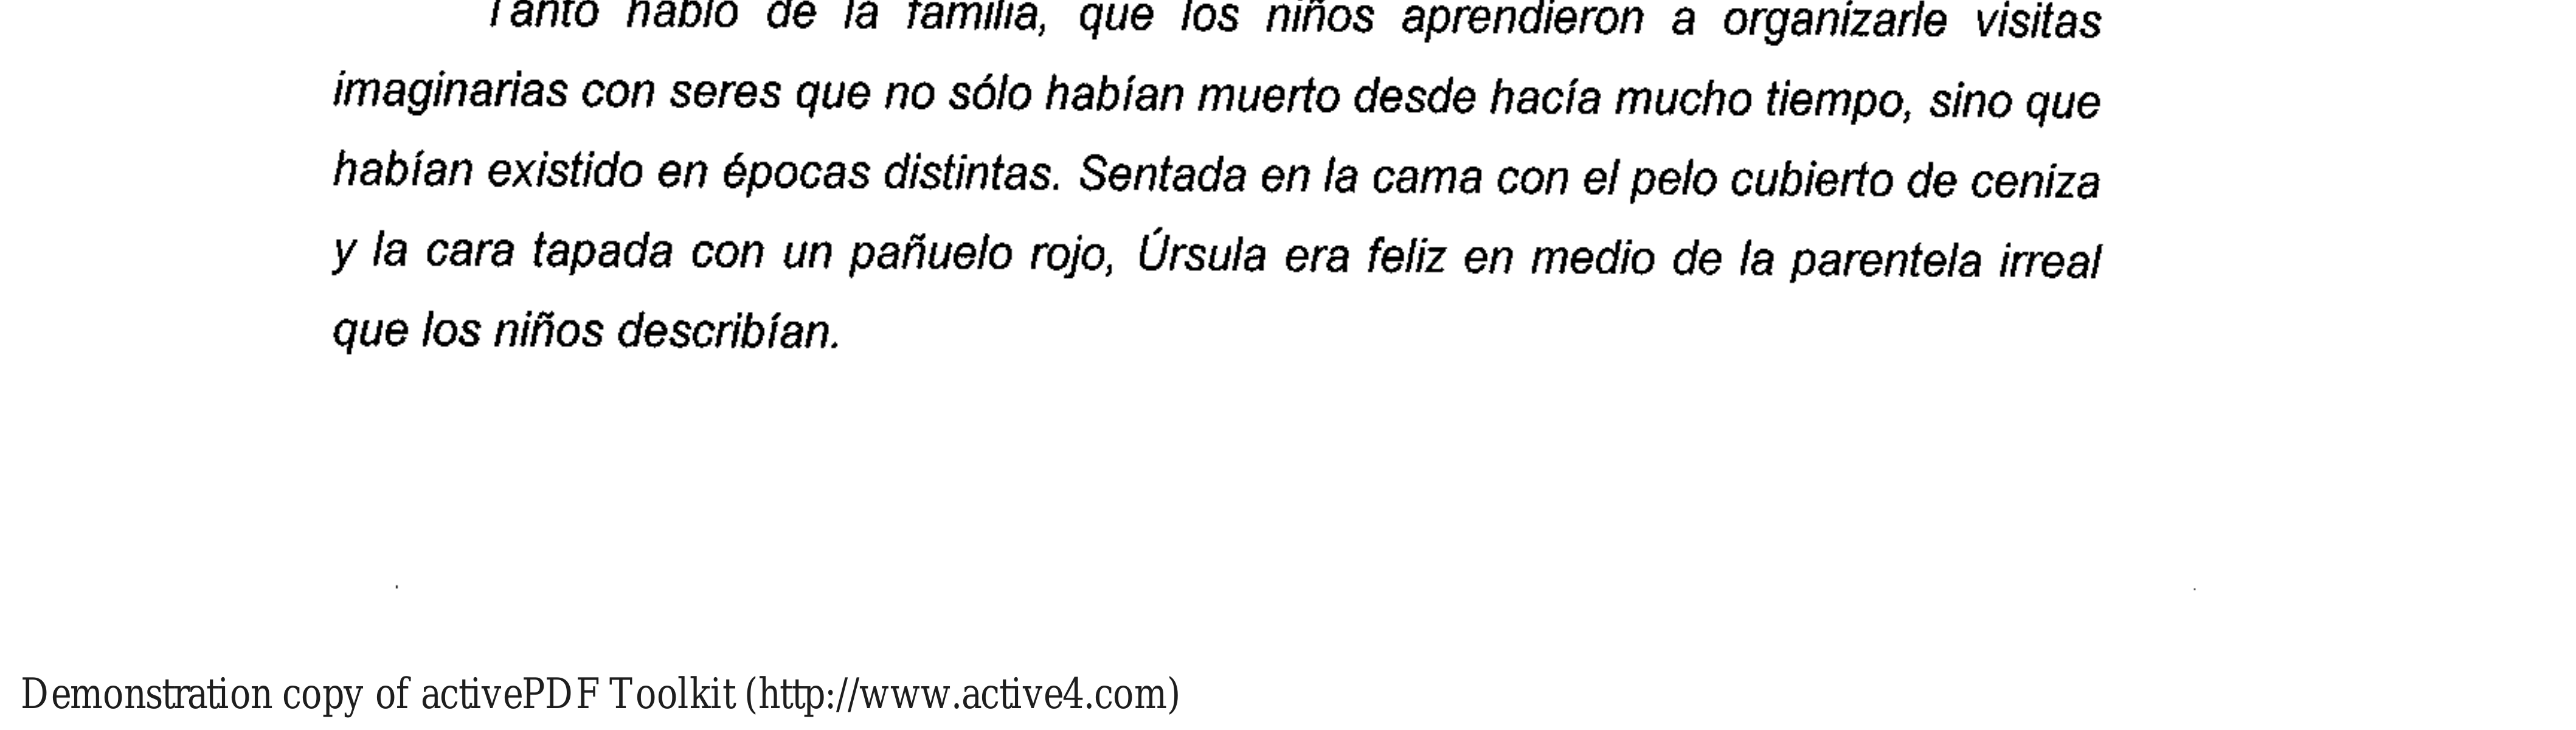 Tanto habló de la familia, que los niños aprendieron a organizarle visitas
imaginarias con seres que no sólo habían muerto desde hacía mucho tiempo, sino que
habían existido en épocas distintas. Sentada en la cama con el pelo cubierto de ceniza
y la cara tapada con un pañuelo rojo, Úrsula era feliz en medio de la parentela irreal
que los niños describían.
Demonstration copy of activePDF Toolkit (http://www.active4.com)